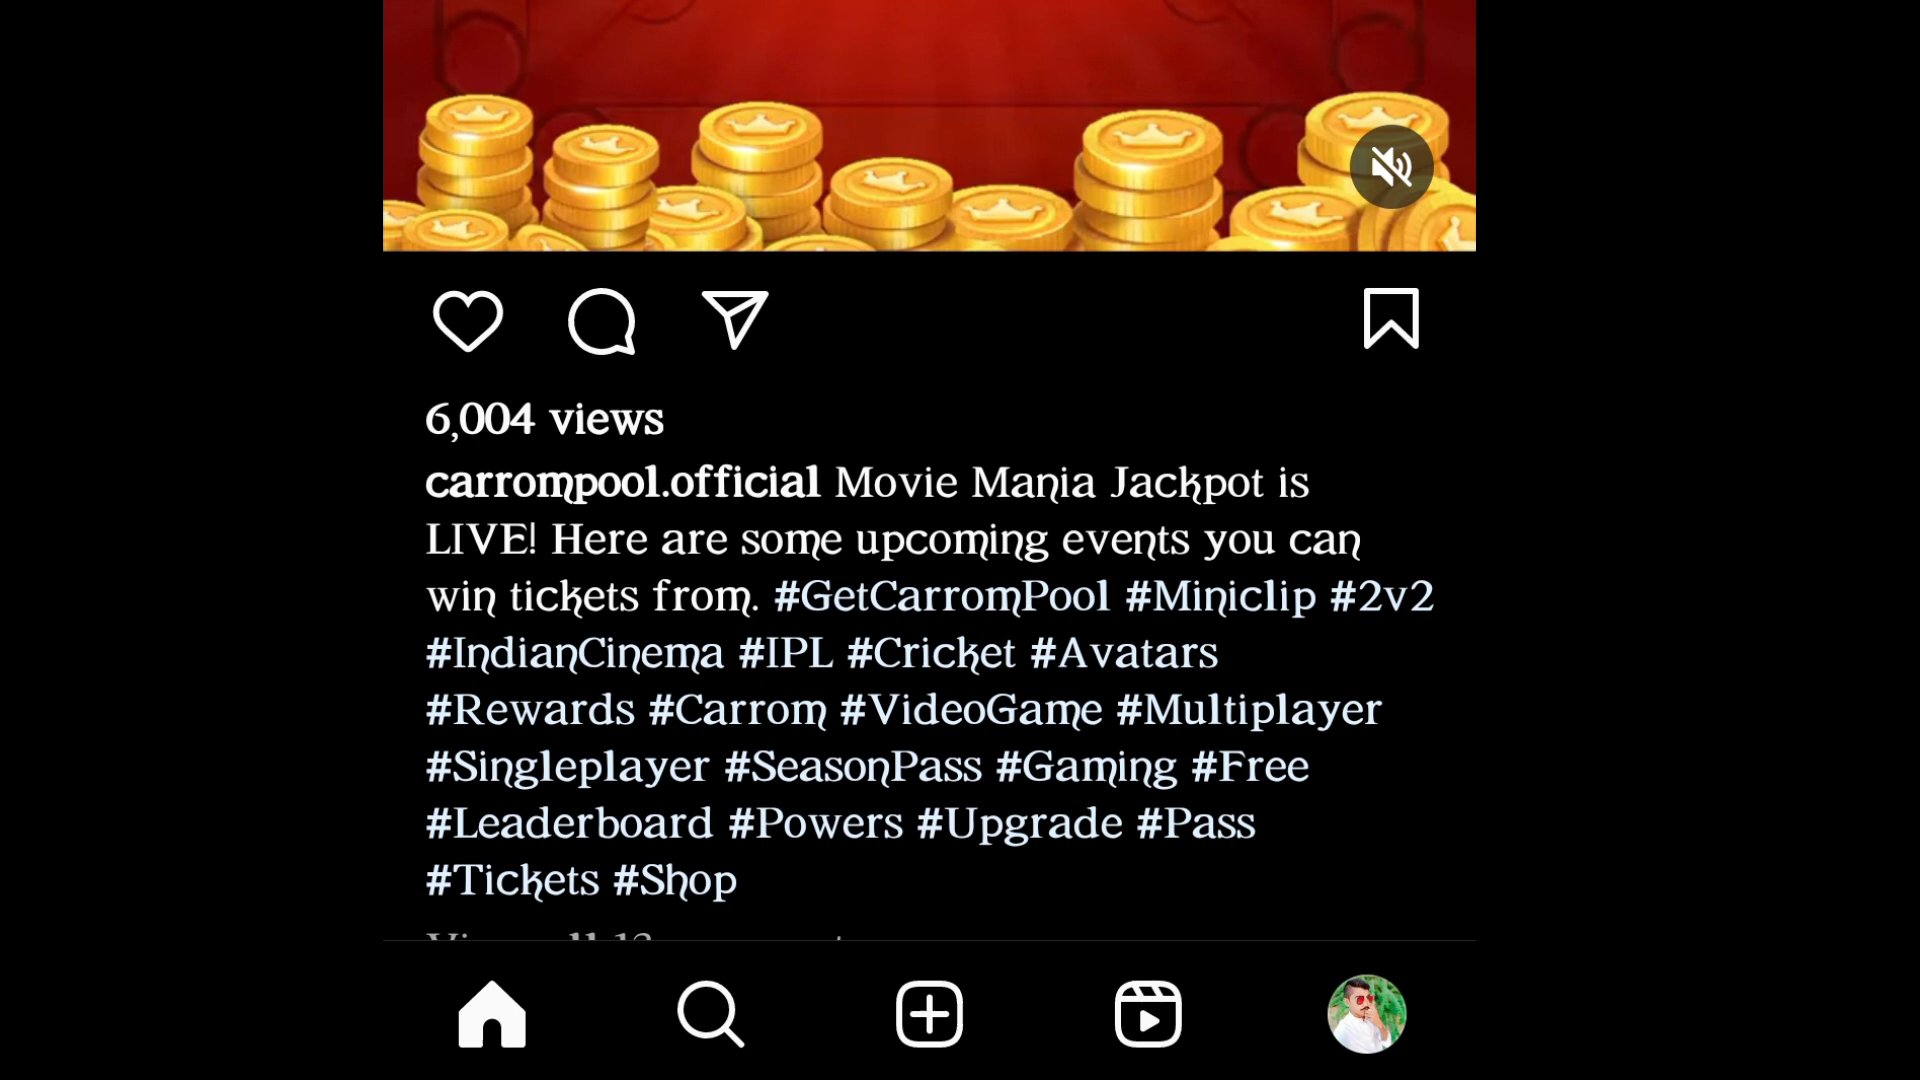 6,004 views
carrompool.official Movie Mania Jackpot is
LIVE! Here are some upcoming events you can
win tickets from. #GetCarromPool #Miniclip #2v2
#IndianCinema #IPL #Cricket #Avatars
#Rewards #Carrom #VideoGame #Multiplayer
#Singleplayer #SeasonPass #Gaming #Free
#Leaderboard #Powers #Upgrade #Pass
#Tickets #Shop